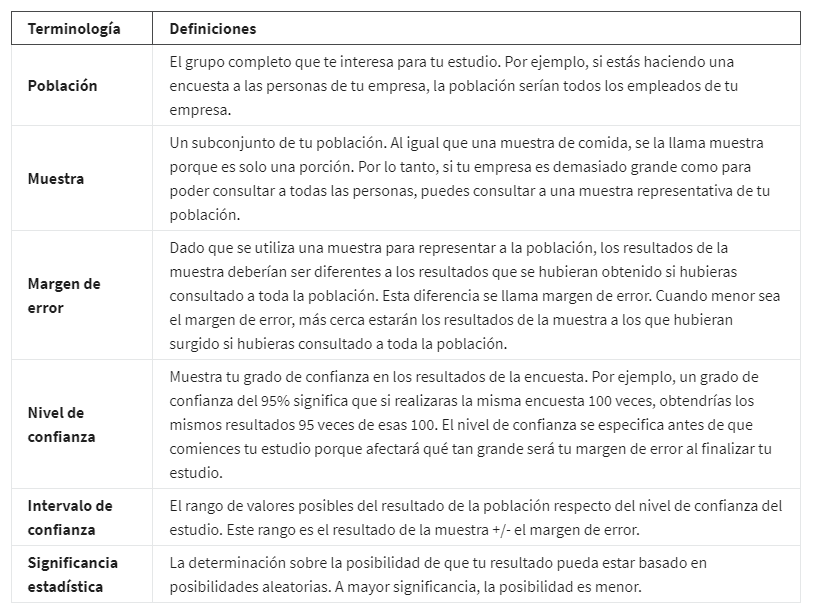 Terminología Definiciones
Población
El grupo completo que te interesa para tu estudio. Por ejemplo, si estás haciendo una
encuesta a las personas de tu empresa, la población serían todos los empleados de tu
empresa.
Muestra
Un subconjunto de tu población. Al igual que una muestra de comida, se la llama muestra
porque es solo una porción. Por lo tanto, si tu empresa es demasiado grande como para
poder consultar a todas las personas, puedes consultar a una muestra representativa de tu
población.
Margen de
error
Dado que se utiliza una muestra para representar a la población, los resultados de la
muestra deberían ser diferentes a los resultados que se hubieran obtenido si hubieras
consultado a toda la población. Esta diferencia se llama margen de error. Cuando menor sea
el margen de error, más cerca estarán los resultados de la muestra a los que hubieran
surgido si hubieras consultado a toda la población.
Nivel de
confianza
Muestra tu grado de confianza en los resultados de la encuesta. Por ejemplo, un grado de
confianza del 95% significa que si realizaras la misma encuesta 100 veces, obtendrías los
mismos resultados 95 veces de esas 100. El nivel de confianza se especifica antes de que
comiences tu estudio porque afectará qué tan grande será tu margen de error al finalizar tu
estudio.
Intervalo de
confianza
El rango de valores posibles del resultado de la población respecto del nivel de confianza del
estudio. Este rango es el resultado de la muestra +/- el margen de error.
Significancia
estadística
La determinación sobre la posibilidad de que tu resultado pueda estar basado en
posibilidades aleatorias. A mayor significancia, la posibilidad es menor.